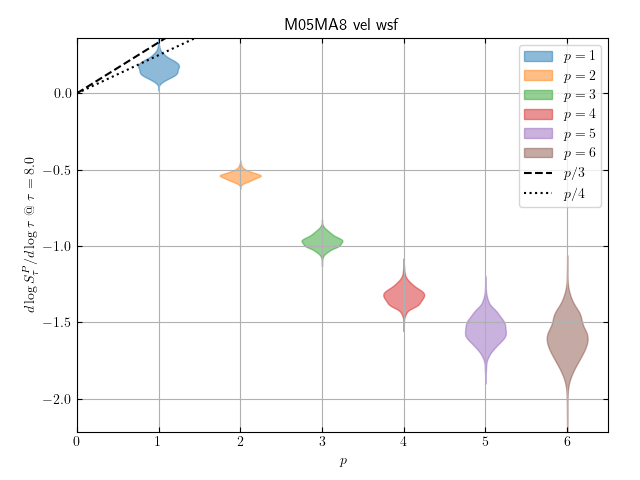 M05MA8 vel wsf
d log S_τ^P / d log τ @ τ = 8.0
0.0
−0.5
−1.0
−1.5
−2.0
p = 1
p = 2
p = 3
p = 4
p = 5
p = 6
p/3
p/4
0 1 2 3 4 5 6
p